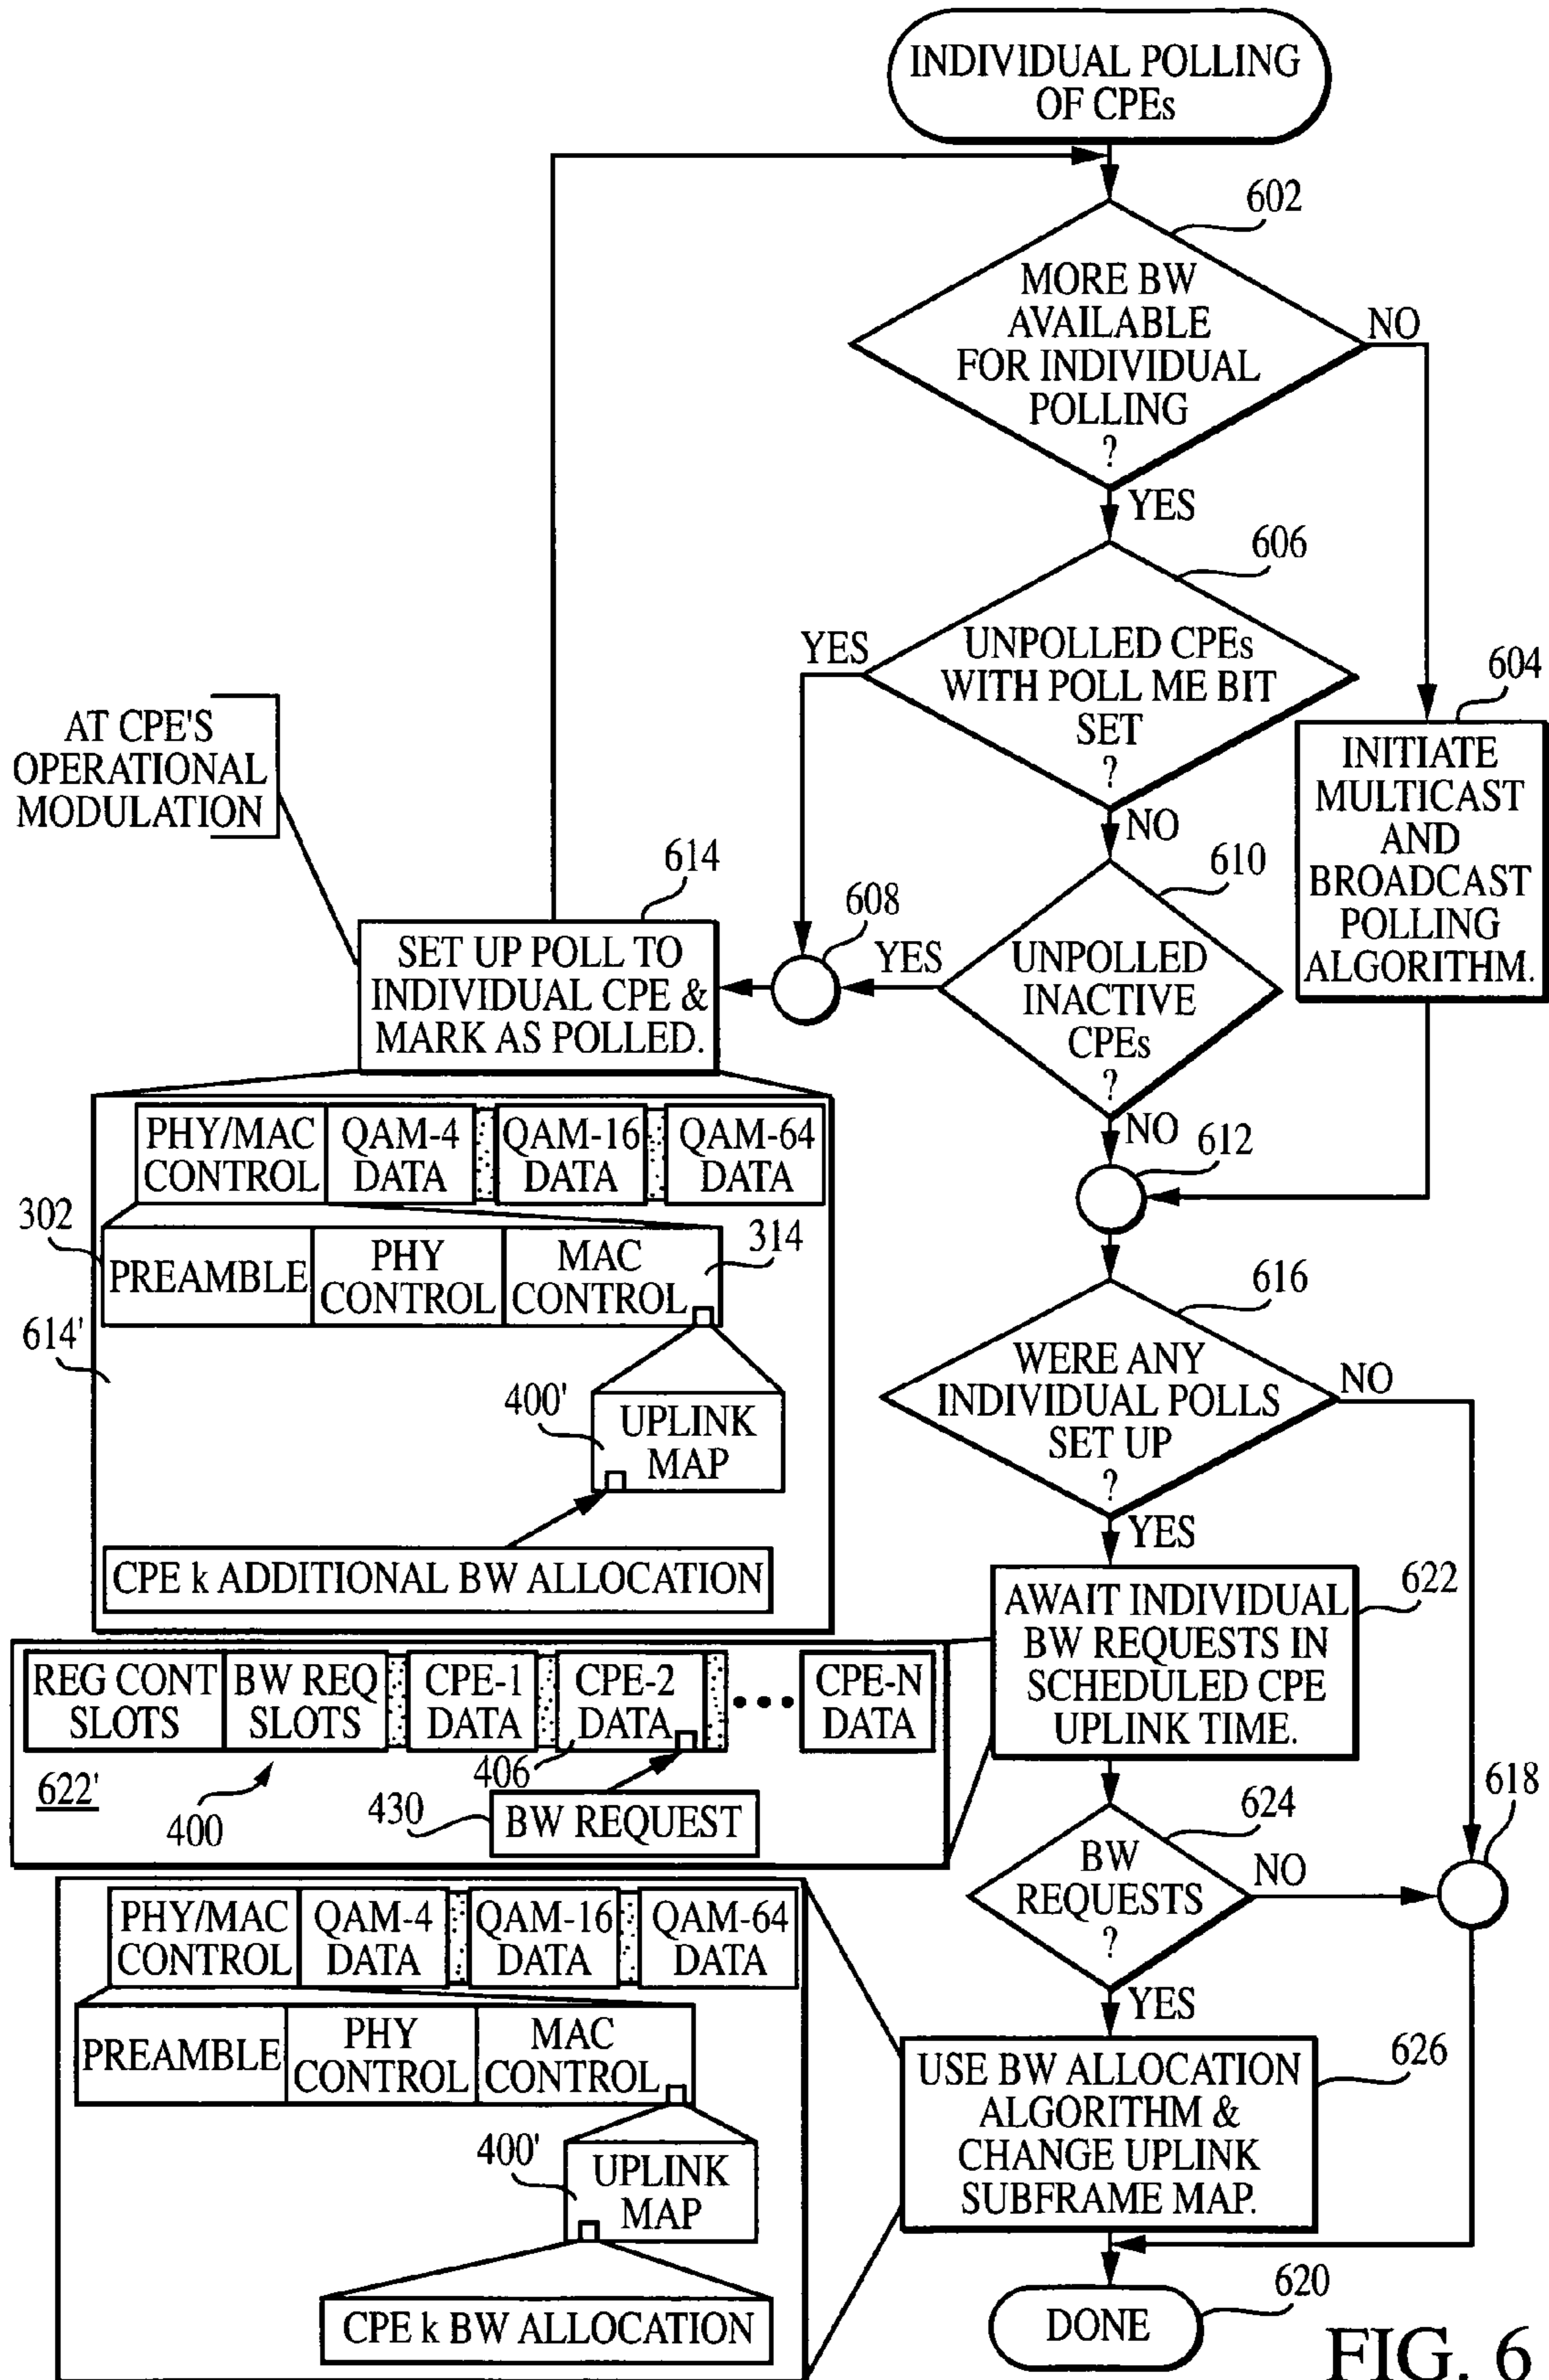 INDIVIDUAL POLLING
OF CPEs
602
MORE BW
AVAILABLE
FOR INDIVIDUAL
POLLING
?
NO
YES
606
UNPOLLED CPEs
WITH POLL ME BIT
SET
?
YES
NO
604
INITIATE
MULTICAST
AND
BROADCAST
POLLING
ALGORITHM.
AT CPE'S
OPERATIONAL
MODULATION
614
SET UP POLL TO
INDIVIDUAL CPE &
MARK AS POLLED.
608
YES
610
UNPOLLED
INACTIVE
CPEs
?
NO
612
PHY/MAC
CONTROL
QAM-4
DATA
QAM-16
DATA
QAM-64
DATA
302
PREAMBLE
PHY
CONTROL
MAC
CONTROL
314
614'
400'
UPLINK
MAP
CPE k ADDITIONAL BW ALLOCATION
616
WERE ANY
INDIVIDUAL POLLS
SET UP
?
NO
YES
622
AWAIT INDIVIDUAL
BW REQUESTS IN
SCHEDULED CPE
UPLINK TIME.
REG CONT
SLOTS
BW REQ
SLOTS
CPE-1
DATA
CPE-2
DATA
CPE-N
DATA
622'
400
406
430
BW REQUEST
624
BW
REQUESTS
?
NO
618
YES
PHY/MAC
CONTROL
QAM-4
DATA
QAM-16
DATA
QAM-64
DATA
PREAMBLE
PHY
CONTROL
MAC
CONTROL
400'
UPLINK
MAP
CPE k BW ALLOCATION
626
USE BW ALLOCATION
ALGORITHM &
CHANGE UPLINK
SUBFRAME MAP.
620
DONE
FIG. 6